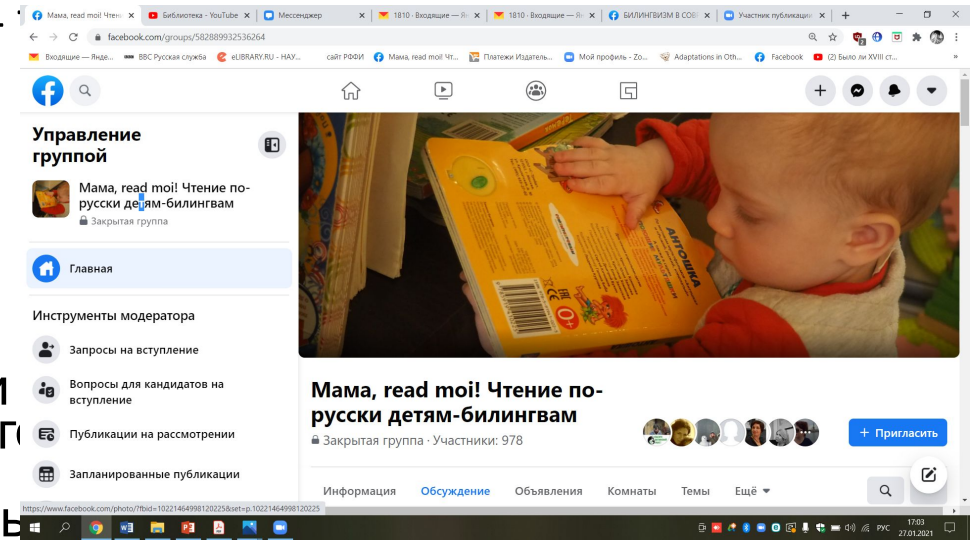 Мама, read moi! Чтен
Библиотека - YouTube
Мессенджер
1810 · Входящие — Ян
1810 · Входящие — Ян
БИЛИНГВИЗМ В СОВР
Участник публикации
facebook.com/groups/582889932536264
Входящие — Янде...
BBC Русская служба
eLIBRARY.RU - НАУ...
сайт РФФИ
Мама, read moi! Чт...
Платежи Издатель...
Мой профиль - Zo...
Adaptations in Oth...
Facebook
(2) Было ли XVIII ст...
Управление
группой
Мама, read moi! Чтение по-
русски детям-билингвам
Закрытая группа
Главная
Инструменты модератора
Запросы на вступление
Вопросы для кандидатов на
вступление
Публикации на рассмотрении
Запланированные публикации
АНТОШКА
0+
Мама, read moi! Чтение по-
русски детям-билингвам
Закрытая группа · Участники: 978
+ Пригласить
Информация
Обсуждение
Объявления
Комнаты
Темы
Ещё
https://www.facebook.com/photo/?fbid=10221464998120225&set=p.10221464998120225
РУС
17:03
27.01.2021